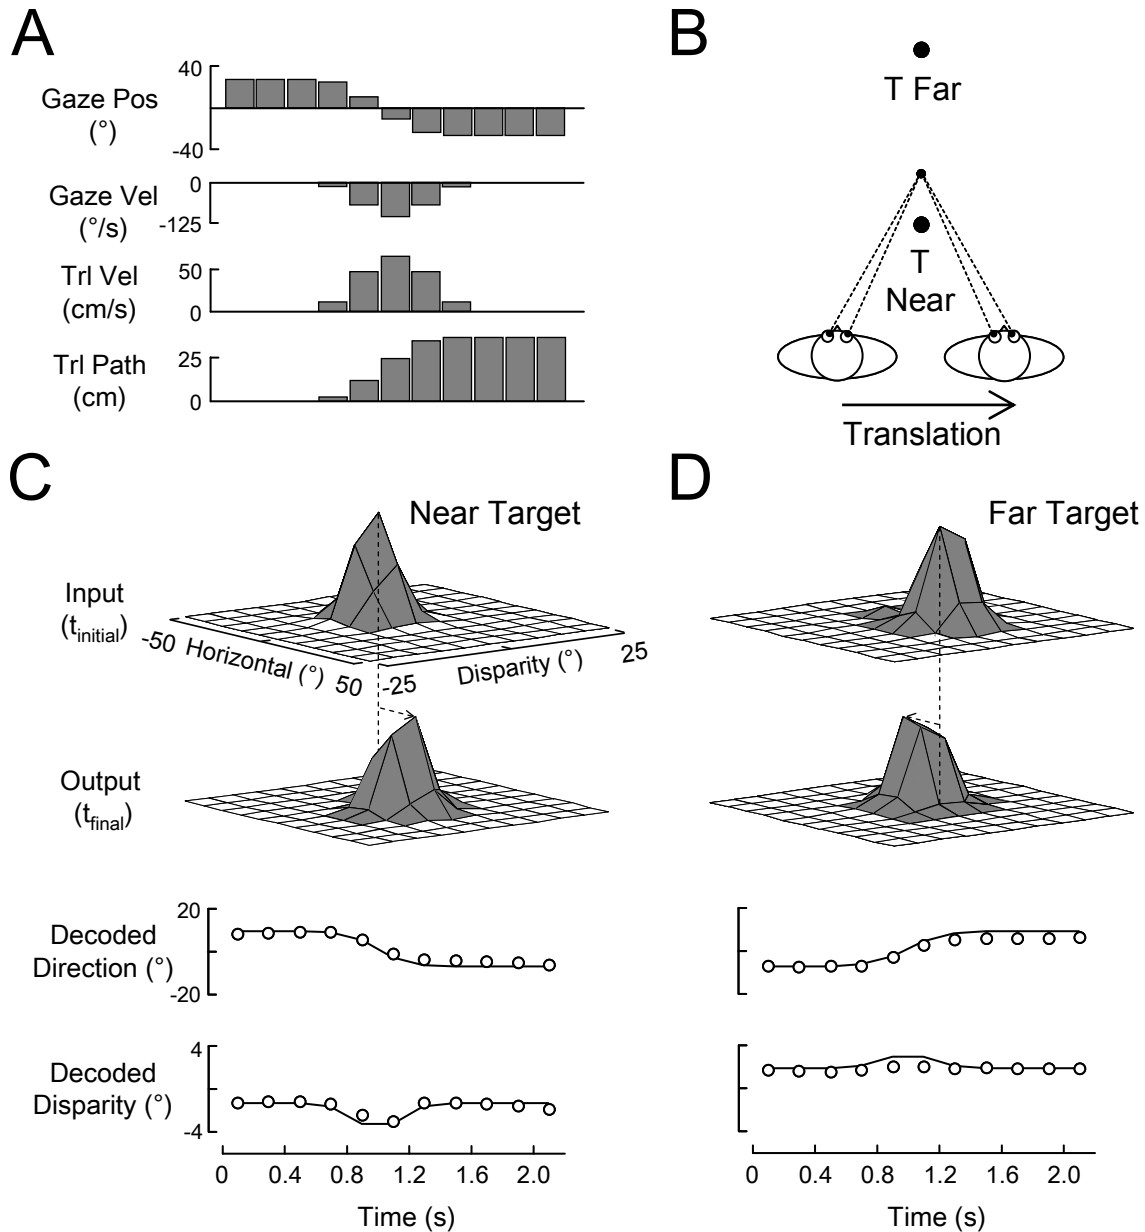 A
Gaze Pos
(°)
40
-40
Gaze Vel
(°/s)
0
-125
Trl Vel
(cm/s)
50
0
Trl Path
(cm)
25
0
B
T Far
T
Near
Translation
C
Near Target
Input
(t_initial)
-50 Horizontal (°) 50
-25 Disparity (°) 25
Output
(t_final)
Decoded
Direction (°)
20
-20
Decoded
Disparity (°)
4
-4
0 0.4 0.8 1.2 1.6 2.0
Time (s)
D
Far Target
0 0.4 0.8 1.2 1.6 2.0
Time (s)